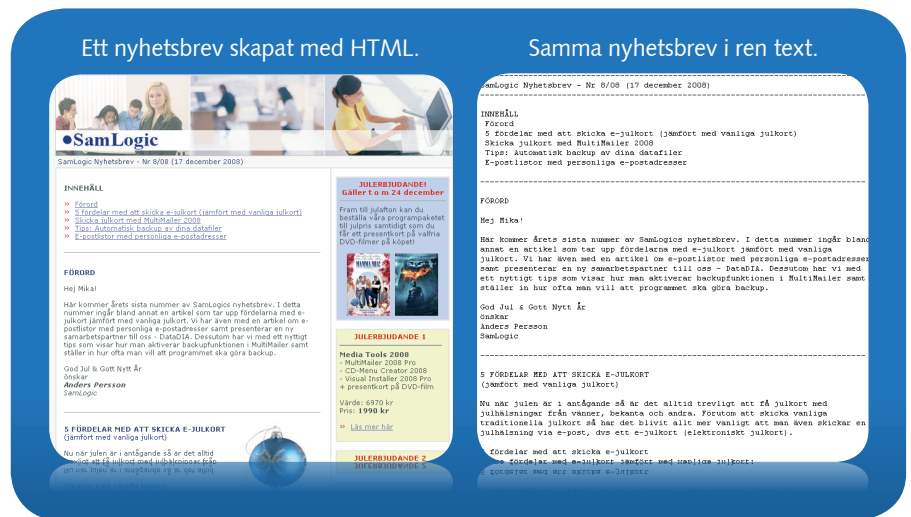 Ett nyhetsbrev skapat med HTML.
SamLogic
SamLogic Nyhetsbrev - Nr 8/08 (17 december 2008)
INNEHÅLL
» Förord
» 5 fördelar med att skicka e-julkort (jämfört med vanliga julkort)
» Skicka julkort med MultiMailer 2008
» Tips: Automatisk backup av dina datafiler
» E-postlistor med personliga e-postadresser
FÖRORD
Hej Mika!
Här kommer årets sista nummer av SamLogics nyhetsbrev. I detta
nummer ingår bland annat en artikel som tar upp fördelarna med e-
julkort jämfört med vanliga julkort. Vi har även med en artikel om e-
postlistor med personliga e-postadresser samt presenterar en ny
samarbetspartner till oss - DataDIA. Dessutom har vi med ett nyttigt
tips som visar hur man aktiverar backupfunktionen i MultiMailer samt
ställer in hur ofta man vill att programmet ska göra backup.
God Jul & Gott Nytt År
önskar
Anders Persson
SamLogic
5 FÖRDELAR MED ATT SKICKA E-JULKORT
(jämfört med vanliga julkort)
Nu när julen är i antågande så är det alltid
JULERBJUDANDE!
Gäller t o m 24 december
Fram till julafton kan du
beställa våra programpaketet
till julpris samtidigt som du
får ett presentkort på valfria
DVD-filmer på köpet!
MAMMA MIA!
JULERBJUDANDE 1
Media Tools 2008
- MultiMailer 2008 Pro
- CD-Menu Creator 2008
- Visual Installer 2008 Pro
+ presentkort på DVD-film
Värde: 6970 kr
Pris: 1990 kr
» Läs mer här
JULERBJUDANDE 2
Samma nyhetsbrev i ren text.
SamLogic Nyhetsbrev - Nr 8/08 (17 december 2008)
INNEHÅLL
Förord
5 fördelar med att skicka e-julkort (jämfört med vanliga julkort)
Skicka julkort med MultiMailer 2008
Tips: Automatisk backup av dina datafiler
E-postlistor med personliga e-postadresser
FÖRORD
Hej Mika!
Här kommer årets sista nummer av SamLogics nyhetsbrev. I detta nummer ingår bland
annat en artikel som tar upp fördelarna med e-julkort jämfört med vanliga
julkort. Vi har även med en artikel om e-postlistor med personliga e-postadresser
samt presenterar en ny samarbetspartner till oss - DataDIA. Dessutom har vi med
ett nyttigt tips som visar hur man aktiverar backupfunktionen i MultiMailer samt
ställer in hur ofta man vill att programmet ska göra backup.
God Jul & Gott Nytt År
önskar
Anders Persson
SamLogic
5 FÖRDELAR MED ATT SKICKA E-JULKORT
(jämfört med vanliga julkort)
Nu när julen är i antågande så är det alltid trevligt att få julkort med
julhälsningar från vänner, bekanta och andra. Förutom att skicka vanliga
traditionella julkort så har det blivit allt mer vanligt att man även skickar en
julhälsning via e-post, dvs ett e-julkort (elektroniskt julkort).
fördelar med att skicka e-julkort